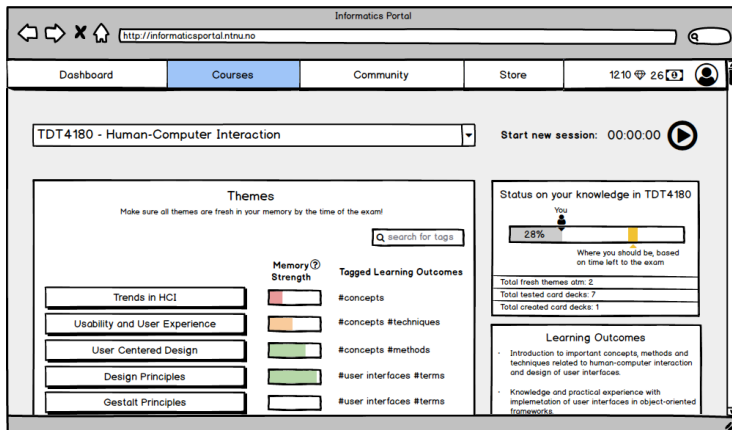 Informatics Portal
http://informaticsportal.ntnu.no
Dashboard
Courses
Community
Store
1210 26
TDT4180 - Human-Computer Interaction
Start new session: 00:00:00
Themes
Make sure all themes are fresh in your memory by the time of the exam!
search for tags
Memory ?
Strength
Tagged Learning Outcomes
Trends in HCI
#concepts
Usability and User Experience
#concepts #techniques
User Centered Design
#concepts #methods
Design Principles
#user interfaces #terms
Gestalt Principles
#user interfaces #terms
Status on your knowledge in TDT4180
You
28%
Where you should be, based
on time left to the exam
Total fresh themes atm: 2
Total tested card decks: 7
Total created card decks: 1
Learning Outcomes
· Introduction to important concepts, methods and
techniques related to human-computer interaction
and design of user interfaces.
· Knowledge and practical experience with
implemetation of user interfaces in object-oriented
frameworks.